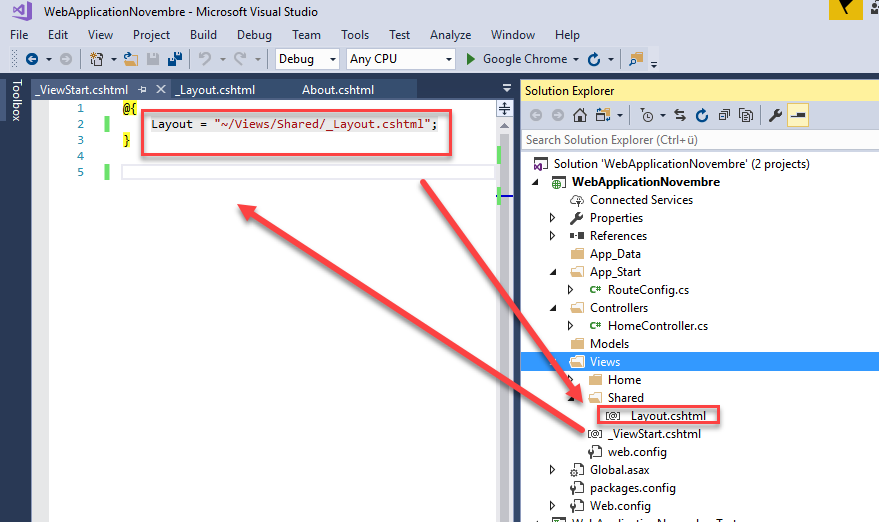 WebApplicationNovembre - Microsoft Visual Studio
File Edit View Project Build Debug Team Tools Test Analyze Window Help
Debug Any CPU Google Chrome
Toolbox
_ViewStart.cshtml _Layout.cshtml About.cshtml
1 @{
2 Layout = "~/Views/Shared/_Layout.cshtml";
3 }
4
5
Solution Explorer
Search Solution Explorer (Ctrl+ü)
Solution 'WebApplicationNovembre' (2 projects)
WebApplicationNovembre
Connected Services
Properties
References
App_Data
App_Start
C# RouteConfig.cs
Controllers
C# HomeController.cs
Models
Views
Home
Shared
[@] _Layout.cshtml
[@] _ViewStart.cshtml
web.config
Global.asax
packages.config
Web.config